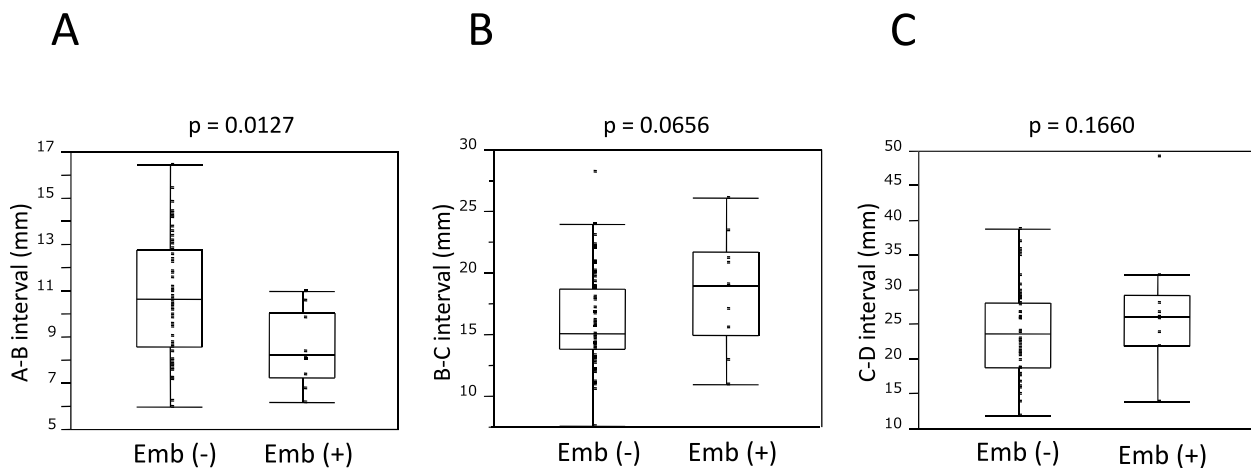 A
B
C
p = 0.0127
p = 0.0656
p = 0.1660
A-B interval (mm)
17
15
13
11
9
7
5
Emb (-)
Emb (+)
B-C interval (mm)
30
25
20
15
10
Emb (-)
Emb (+)
C-D interval (mm)
50
45
40
35
30
25
20
15
10
Emb (-)
Emb (+)